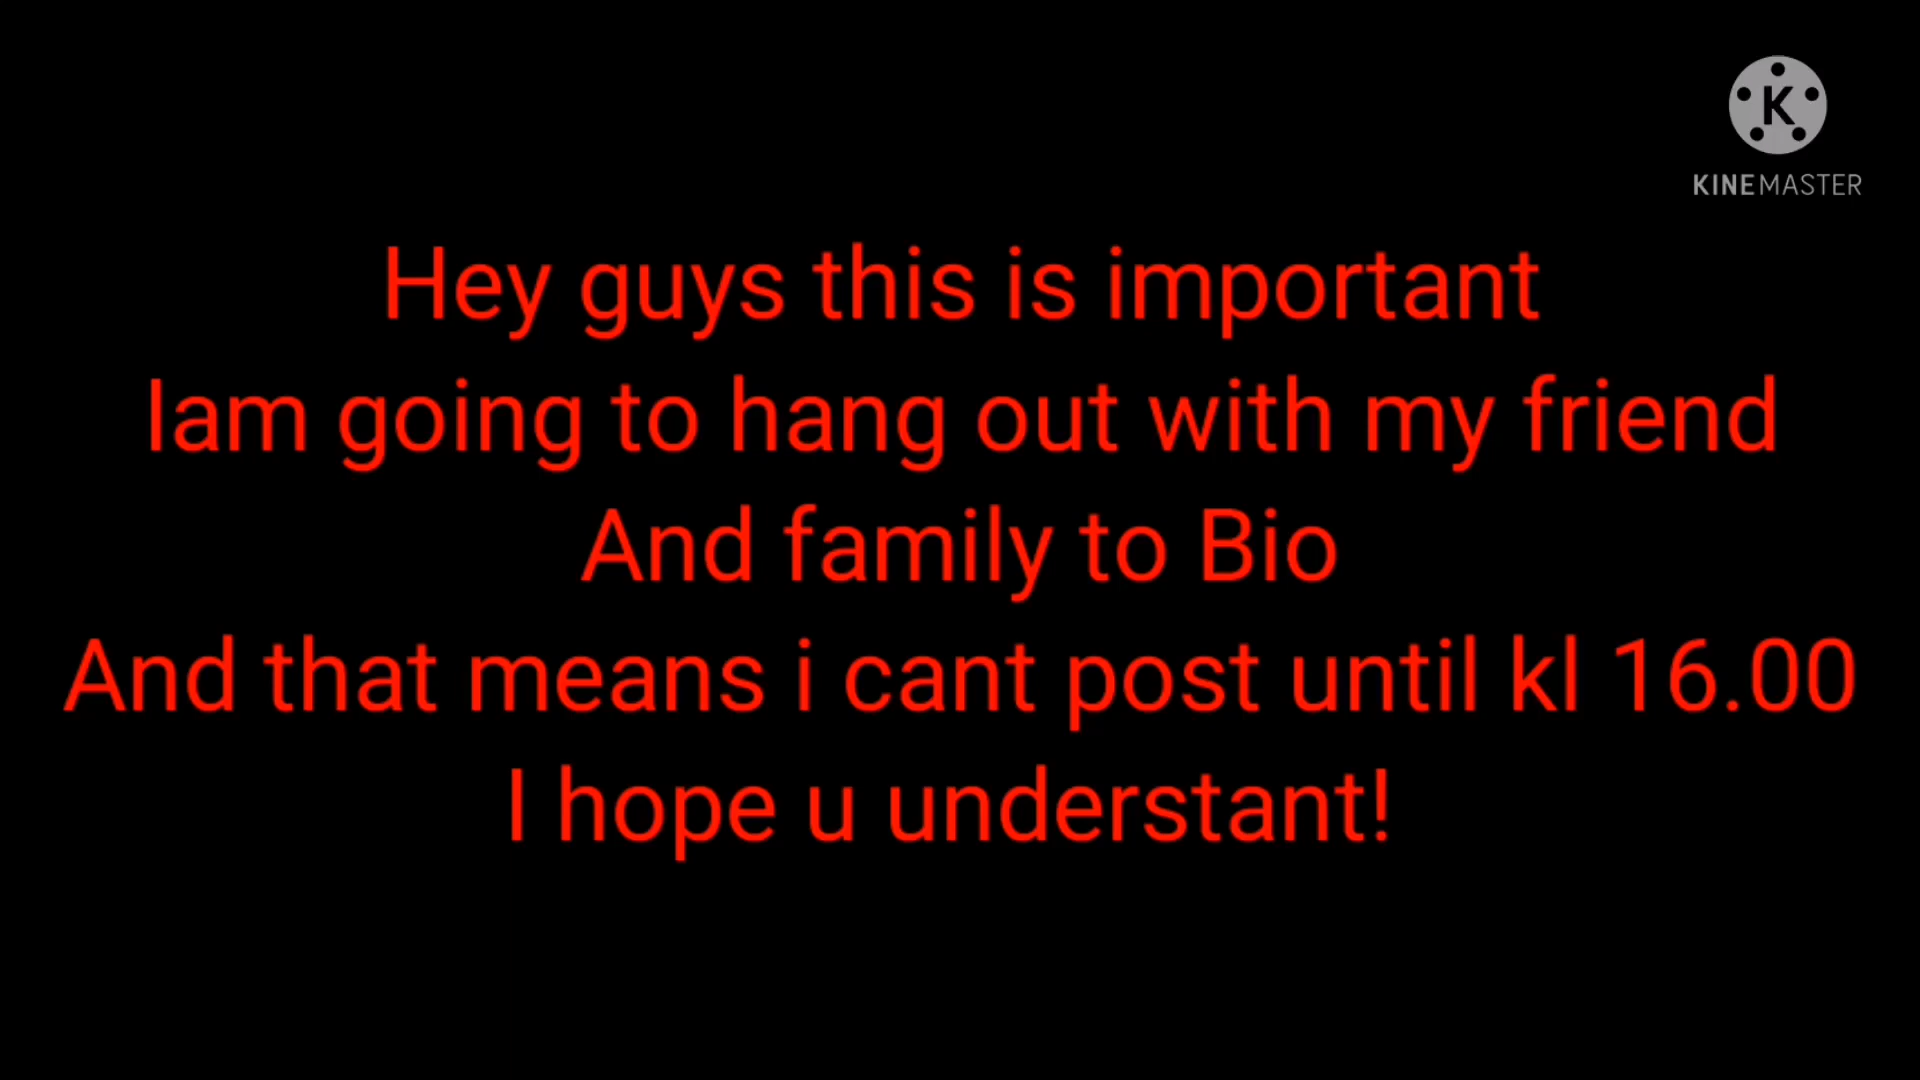 KINEMASTER
Hey guys this is important
Iam going to hang out with my friend
And family to Bio
And that means i cant post until kl 16.00
I hope u understant!